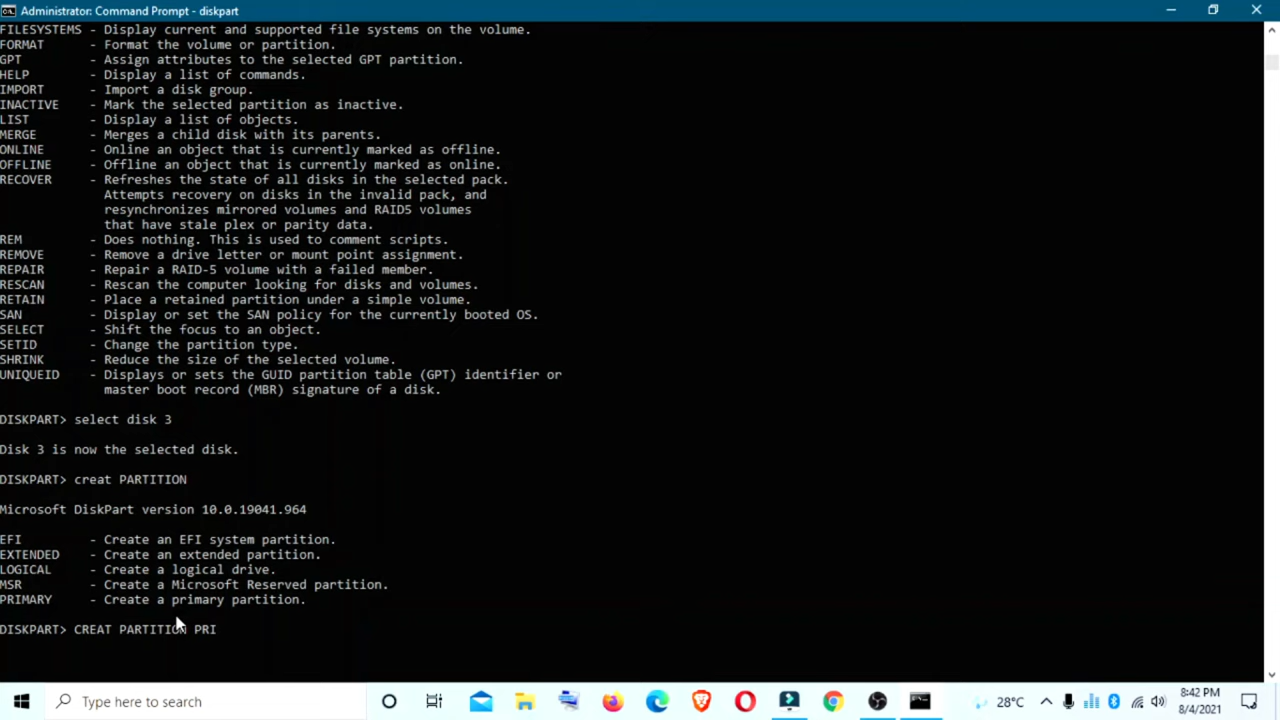 Administrator: Command Prompt - diskpart
FILESYSTEMS - Display current and supported file systems on the volume.
FORMAT - Format the volume or partition.
GPT - Assign attributes to the selected GPT partition.
HELP - Display a list of commands.
IMPORT - Import a disk group.
INACTIVE - Mark the selected partition as inactive.
LIST - Display a list of objects.
MERGE - Merges a child disk with its parents.
ONLINE - Online an object that is currently marked as offline.
OFFLINE - Offline an object that is currently marked as online.
RECOVER - Refreshes the state of all disks in the selected pack.
Attempts recovery on disks in the invalid pack, and
resynchronizes mirrored volumes and RAID5 volumes
that have stale plex or parity data.
REM - Does nothing. This is used to comment scripts.
REMOVE - Remove a drive letter or mount point assignment.
REPAIR - Repair a RAID-5 volume with a failed member.
RESCAN - Rescan the computer looking for disks and volumes.
RETAIN - Place a retained partition under a simple volume.
SAN - Display or set the SAN policy for the currently booted OS.
SELECT - Shift the focus to an object.
SETID - Change the partition type.
SHRINK - Reduce the size of the selected volume.
UNIQUEID - Displays or sets the GUID partition table (GPT) identifier or
master boot record (MBR) signature of a disk.
DISKPART> select disk 3
Disk 3 is now the selected disk.
DISKPART> creat PARTITION
Microsoft DiskPart version 10.0.19041.964
EFI - Create an EFI system partition.
EXTENDED - Create an extended partition.
LOGICAL - Create a logical drive.
MSR - Create a Microsoft Reserved partition.
PRIMARY - Create a primary partition.
DISKPART> CREAT PARTITION PRI
Type here to search
28°C
8:42 PM
8/4/2021